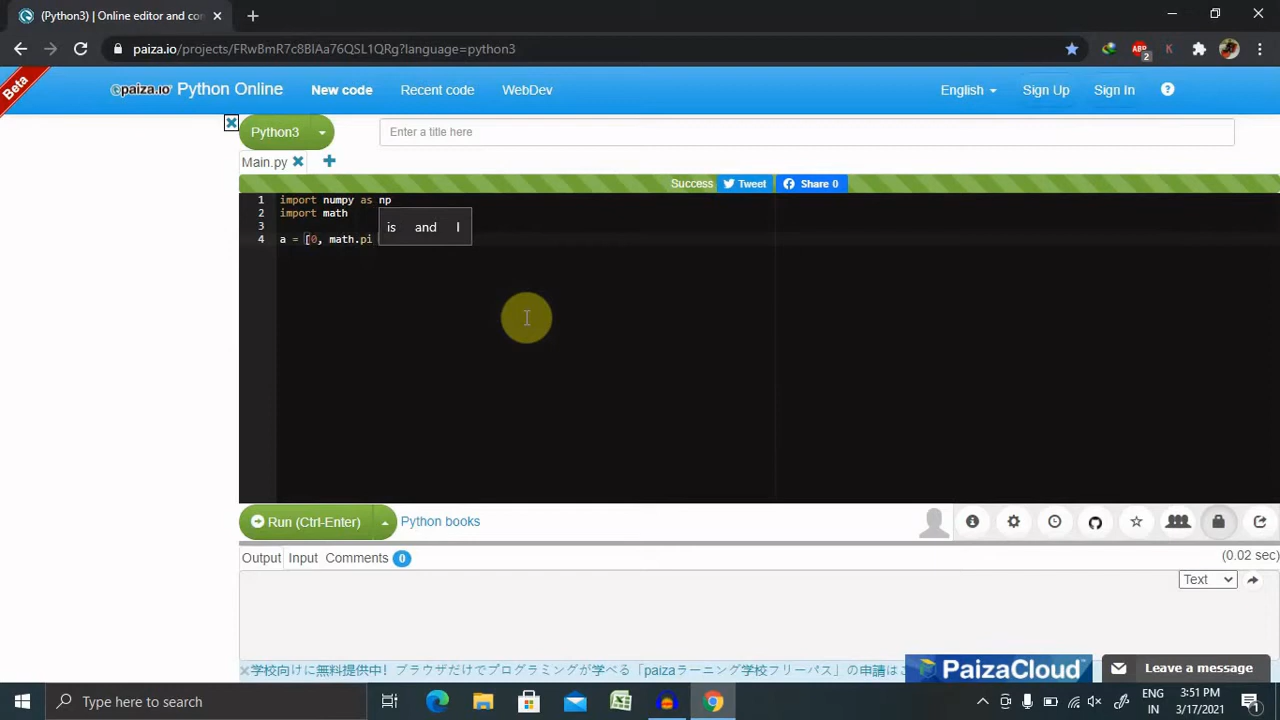 (Python3) | Online editor and co
paiza.io/projects/FRwBmR7c8BIAa76QSL1QRg?language=python3
2
Beta
paiza.io Python Online
New code
Recent code
WebDev
English
Sign Up
Sign In
Python3
Enter a title here
Main.py
Success
Tweet
Share 0
1 import numpy as np
2 import math
3
4 a = [0, math.pi
is and I
Run (Ctrl-Enter)
Python books
Output
Input
Comments 0
(0.02 sec)
Text
学校向けに無料提供中! ブラウザだけでプログラミングが学べる「paizaラーニング学校フリーパス」の申請は
PaizaCloud
Leave a message
Type here to search
ENG
IN
3:51 PM
3/17/2021
1